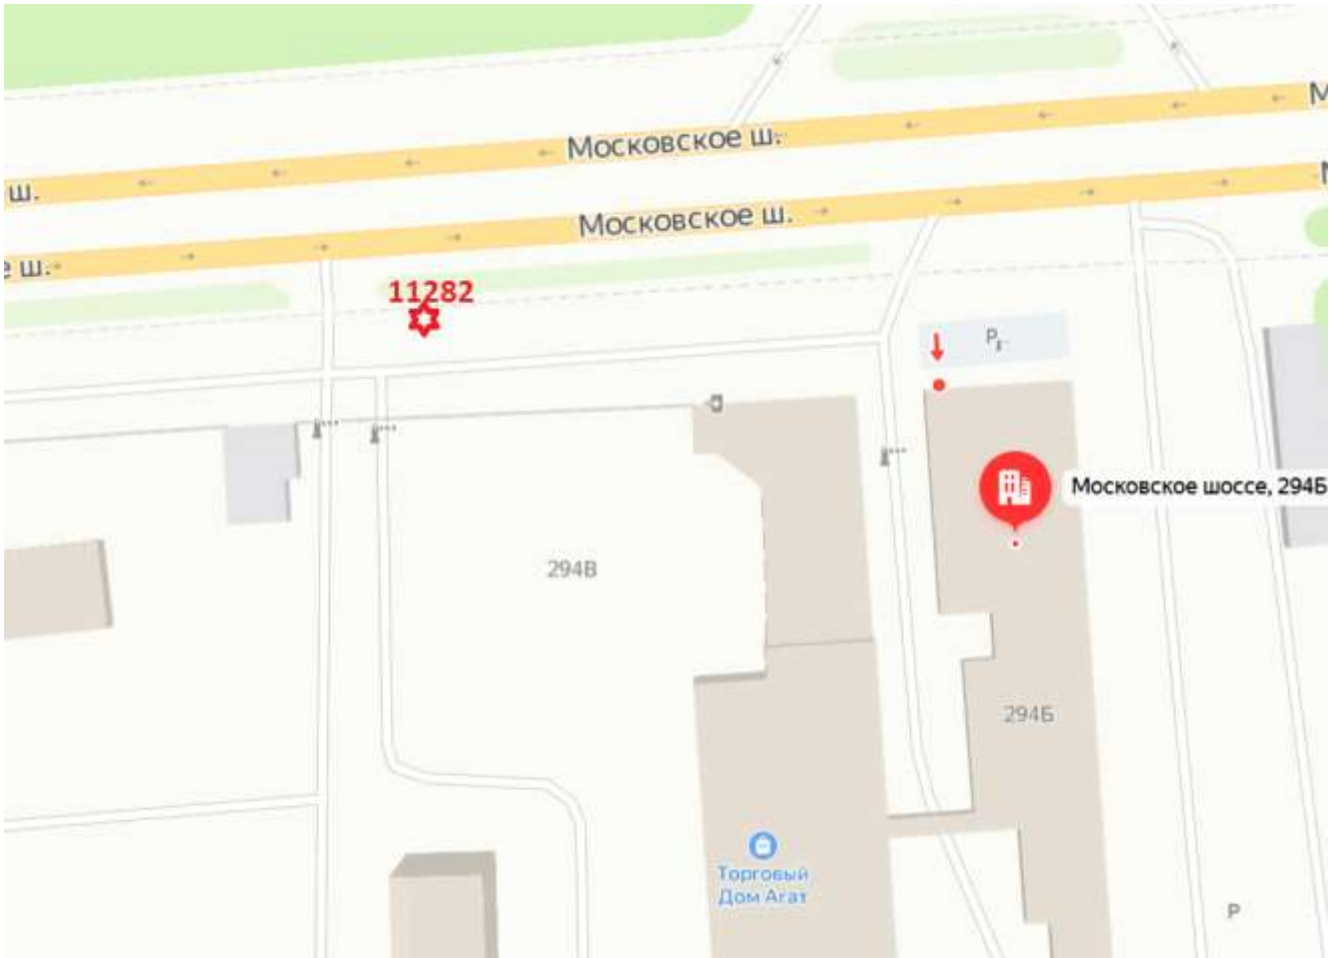 М
Московское ш.
ш.
Московское ш.
е ш.
11282
Р
Московское шоссе, 294Б
294В
294Б
Торговый
Дом Агат
Р